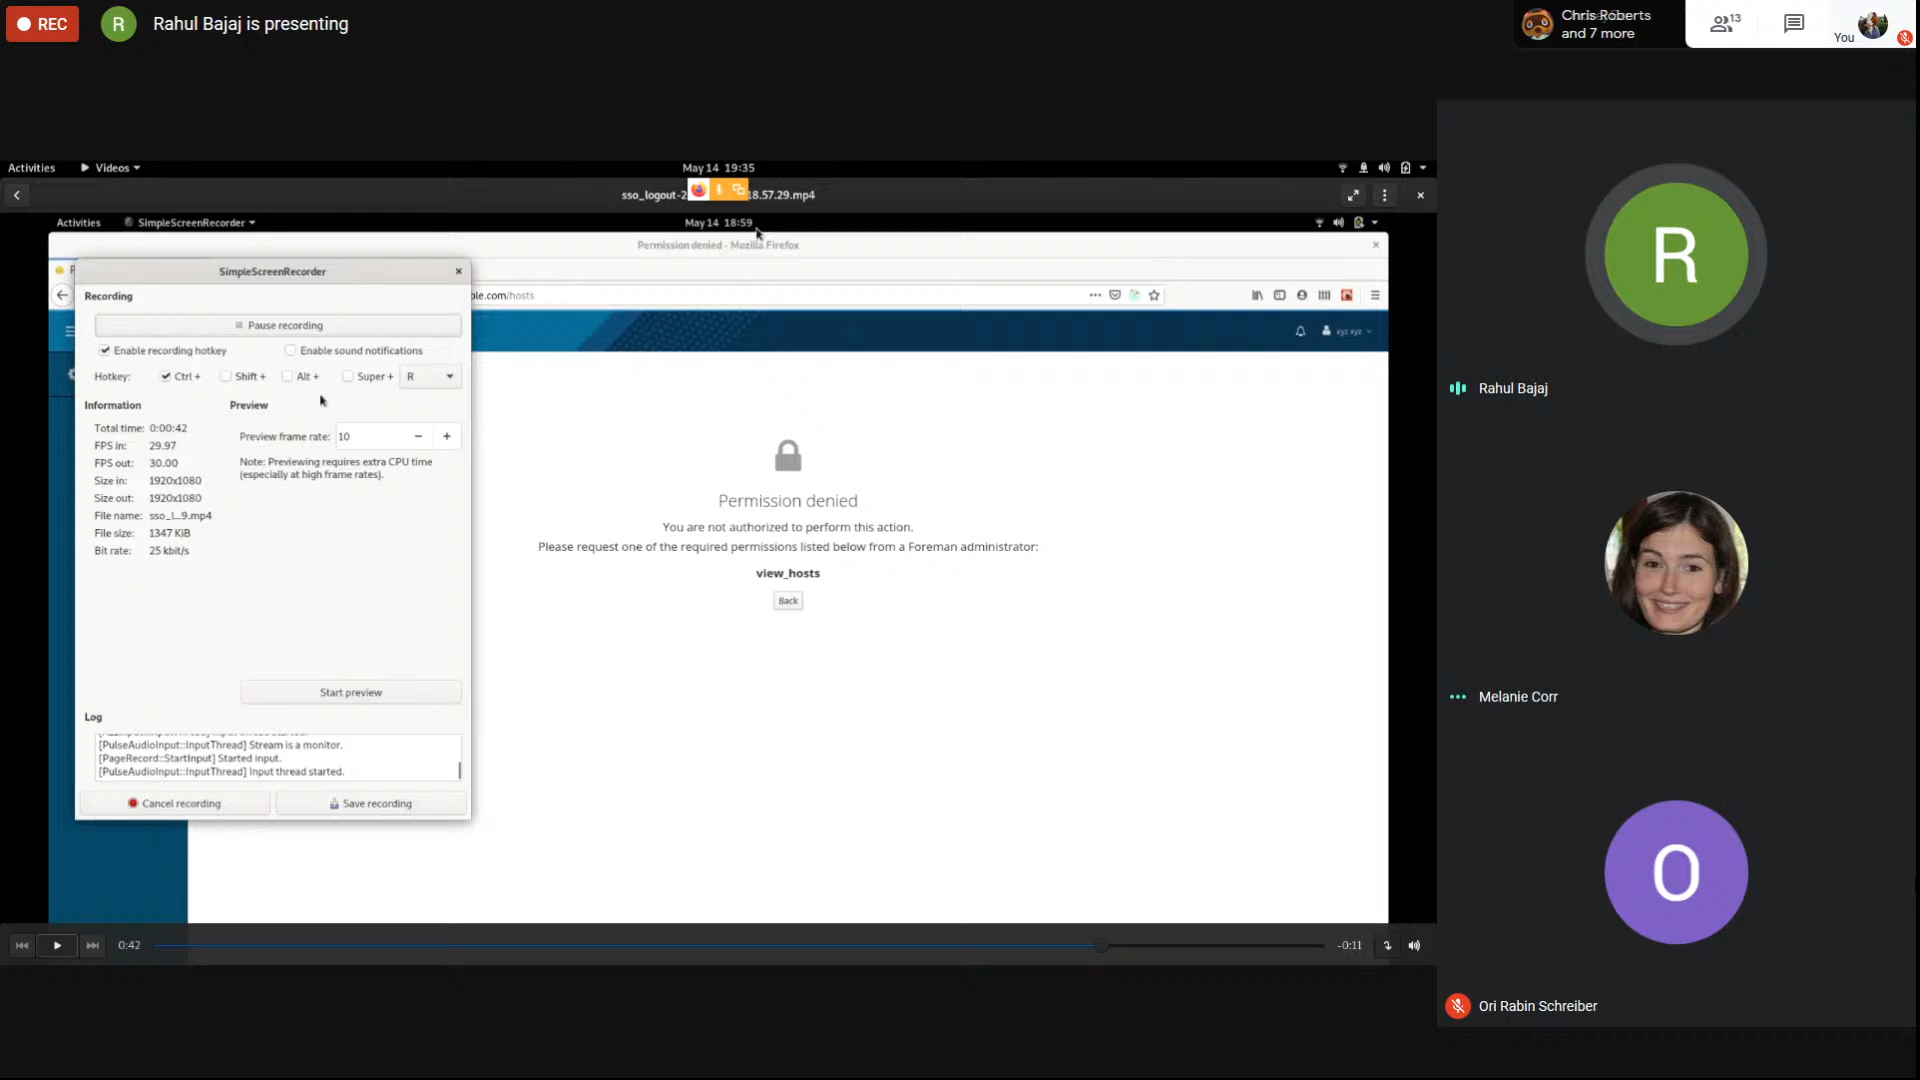 REC
R
Rahul Bajaj is presenting
Chris Roberts
and 7 more
13
You
Activities
Videos
May 14 19:35
sso_logout-2
18.57.29.mp4
Activities
SimpleScreenRecorder
May 14 18:59
Permission denied - Mozilla Firefox
SimpleScreenRecorder
ple.com/hosts
Recording
Pause recording
xyz xyz
Enable recording hotkey
Enable sound notifications
Hotkey: Ctrl + Shift + Alt + Super + R
Information
Preview
Total time: 0:00:42
FPS in: 29.97
FPS out: 30.00
Size in: 1920x1080
Size out: 1920x1080
File name: sso_l...9.mp4
File size: 1347 KiB
Bit rate: 25 kbit/s
Preview frame rate: 10
Note: Previewing requires extra CPU time
(especially at high frame rates).
Start preview
Log
[PulseAudioInput::InputThread] Stream is a monitor.
[PageRecord::StartInput] Started input.
[PulseAudioInput::InputThread] Input thread started.
Cancel recording
Save recording
Permission denied
You are not authorized to perform this action.
Please request one of the required permissions listed below from a Foreman administrator:
view_hosts
Back
0:42
-0:11
R
Rahul Bajaj
Melanie Corr
O
Ori Rabin Schreiber